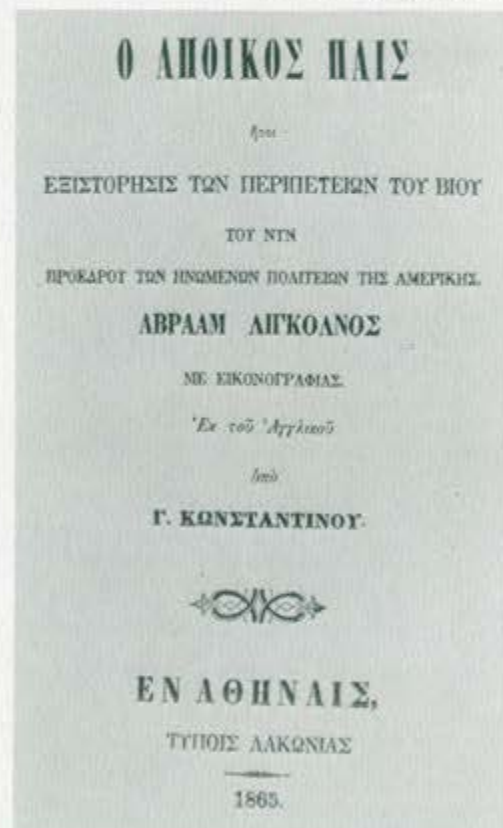 Ο ΑΠΟΙΚΟΣ ΠΑΙΣ
ἤτοι
ΕΞΙΣΤΟΡΗΣΙΣ ΤΩΝ ΠΕΡΙΠΕΤΕΙΩΝ ΤΟΥ ΒΙΟΥ
ΤΟΥ ΝΥΝ
ΠΡΟΕΔΡΟΥ ΤΩΝ ΗΝΩΜΕΝΩΝ ΠΟΛΙΤΕΙΩΝ ΤΗΣ ΑΜΕΡΙΚΗΣ.
ΑΒΡΑΑΜ ΛΙΓΚΟΛΝΟΣ
ΜΕ ΕΙΚΟΝΟΓΡΑΦΙΑΣ.
Ἐκ τοῦ Ἀγγλικοῦ
ὑπὸ
Γ. ΚΩΝΣΤΑΝΤΙΝΟΥ.
ΕΝ ΑΘΗΝΑΙΣ,
ΤΥΠΟΙΣ ΛΑΚΩΝΙΑΣ
1865.